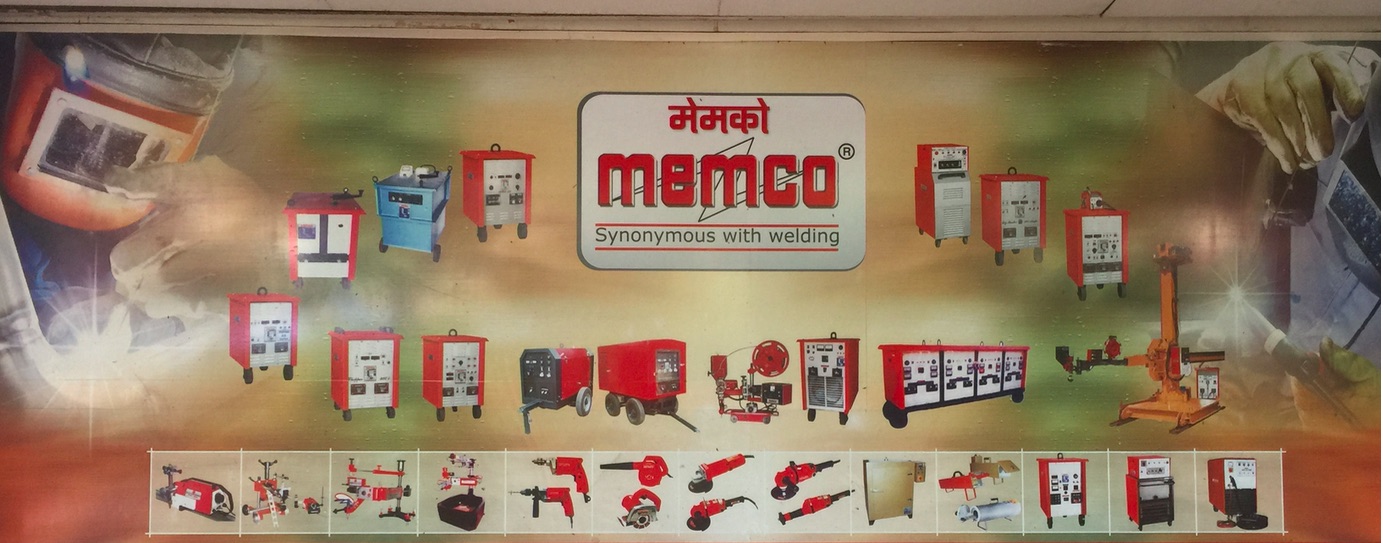 मेमको
memco®
Synonymous with welding